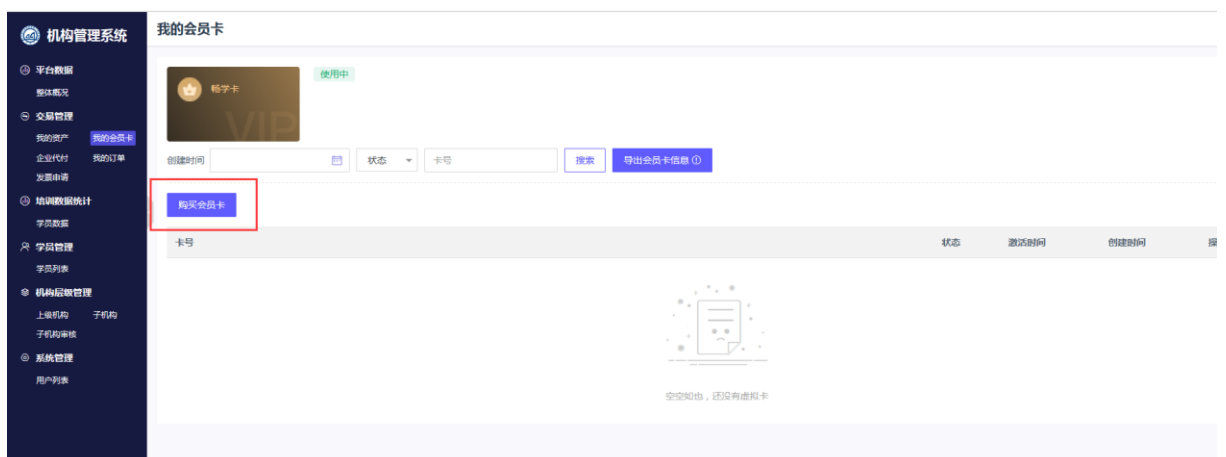 机构管理系统
平台数据
整体概况
交易管理
我的资产 我的会员卡
企业代付 我的订单
发票申请
培训数据统计
学员数据
学员管理
学员列表
机构层级管理
上级机构 子机构
子机构审核
系统管理
用户列表
我的会员卡
畅学卡
VIP
使用中
创建时间 状态 卡号 搜索 导出会员卡信息
购买会员卡
卡号 状态 激活时间 创建时间
空空如也，还没有虚拟卡